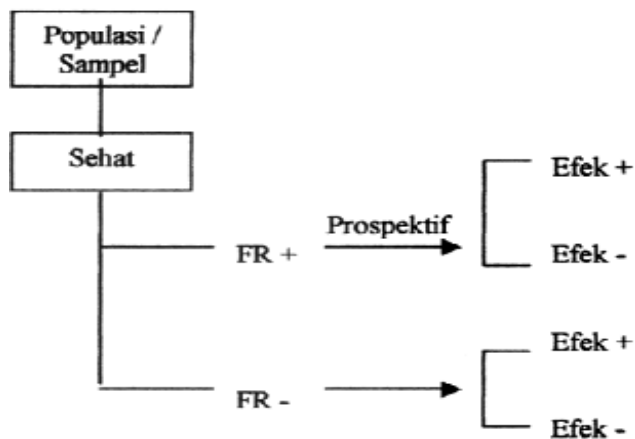 Populasi /
Sampel
Sehat
Prospektif
FR +
Efek +
Efek -
FR -
Efek +
Efek -